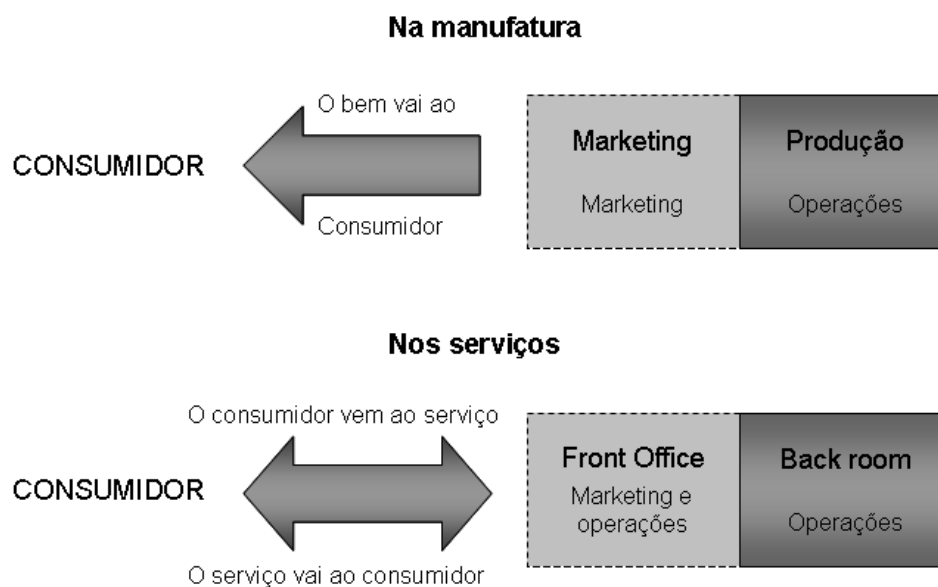 Na manufatura
O bem vai ao
CONSUMIDOR
Consumidor
Marketing
Marketing
Produção
Operações
Nos serviços
O consumidor vem ao serviço
CONSUMIDOR
O serviço vai ao consumidor
Front Office
Marketing e
operações
Back room
Operações